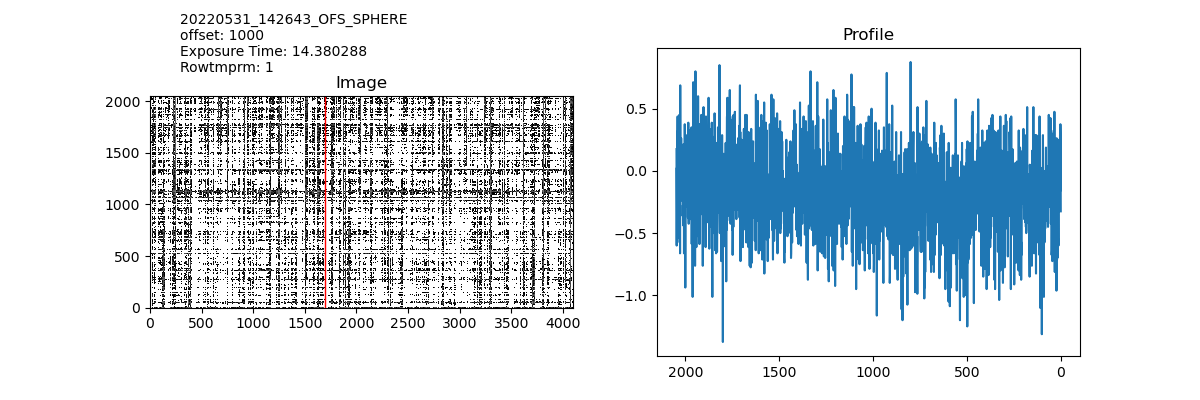 20220531_142643_OFS_SPHERE
offset: 1000
Exposure Time: 14.380288
Rowtmprm: 1
Image
2000
1500
1000
500
0
0 500 1000 1500 2000 2500 3000 3500 4000
Profile
0.5
0.0
−0.5
−1.0
2000 1500 1000 500 0